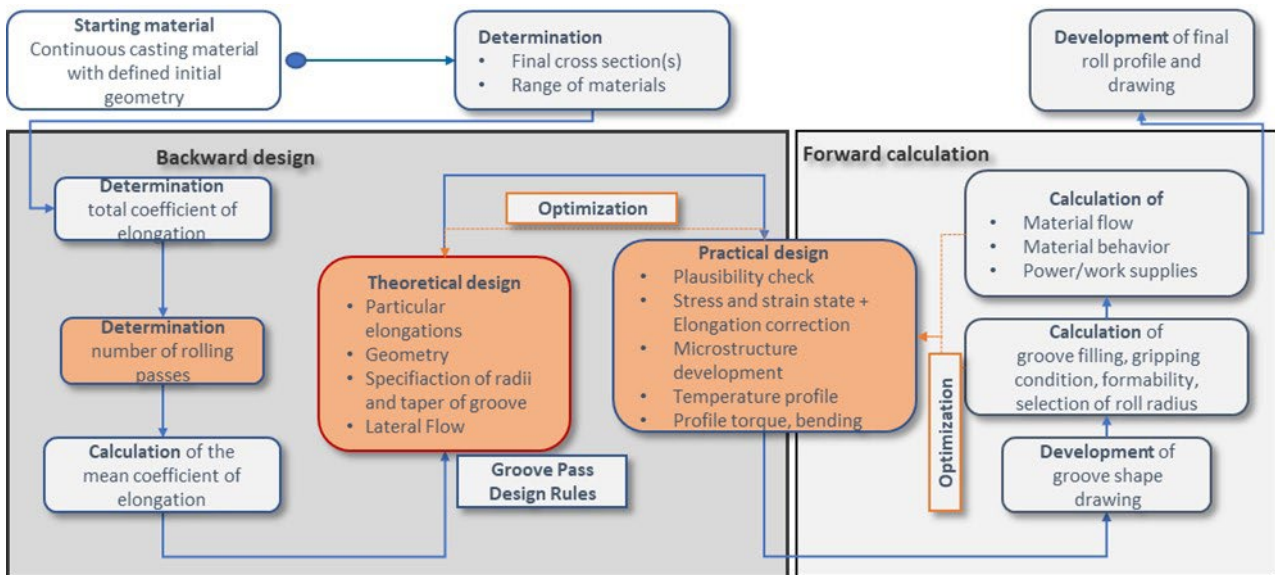 Starting material
Continuous casting material
with defined initial
geometry
Determination
• Final cross section(s)
• Range of materials
Development of final
roll profile and
drawing
Backward design
Determination
total coefficient of
elongation
Determination
number of rolling
passes
Calculation of the
mean coefficient of
elongation
Optimization
Theoretical design
• Particular
elongations
• Geometry
• Specifiaction of radii
and taper of groove
• Lateral Flow
Groove Pass
Design Rules
Practical design
• Plausibility check
• Stress and strain state +
Elongation correction
• Microstructure
development
• Temperature profile
• Profile torque, bending
Forward calculation
Calculation of
• Material flow
• Material behavior
• Power/work supplies
Calculation of
groove filling, gripping
condition, formability,
selection of roll radius
Optimization
Development of
groove shape
drawing